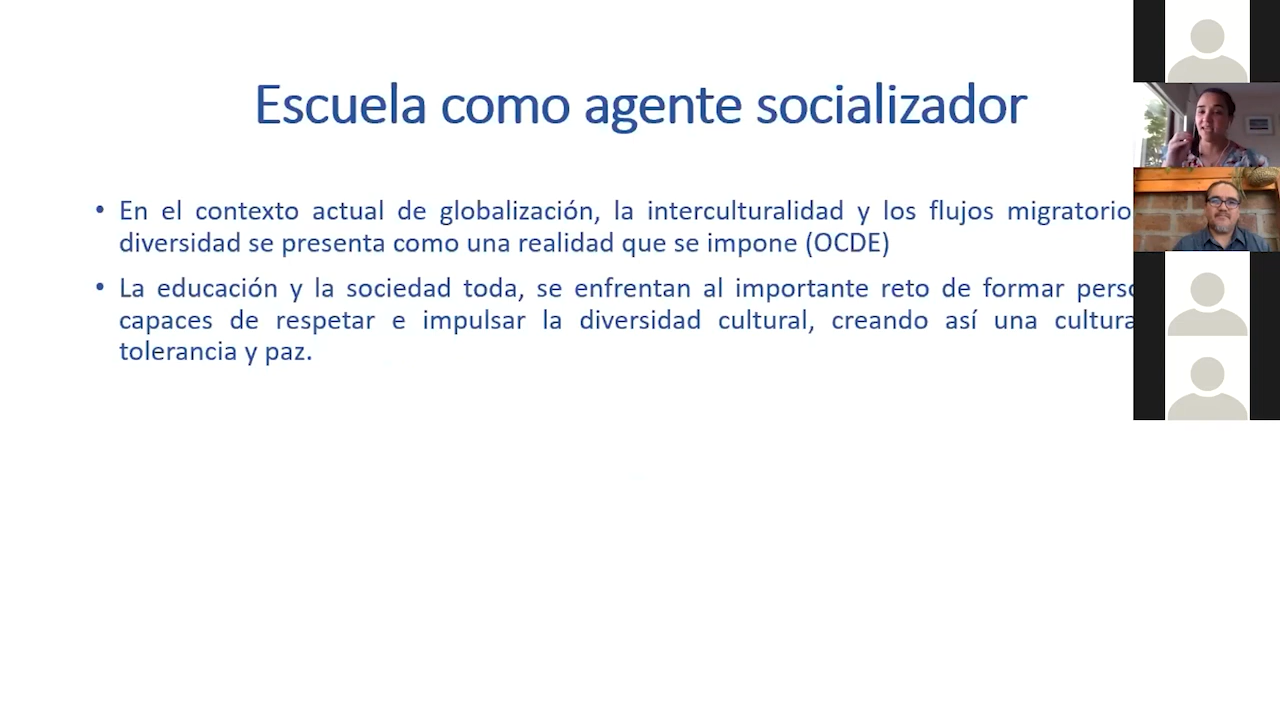 Escuela como agente socializador
• En el contexto actual de globalización, la interculturalidad y los flujos
diversidad se presenta como una realidad que se impone (OCDE)
• La educación y la sociedad toda, se enfrentan al importante reto de formar
capaces de respetar e impulsar la diversidad cultural, creando así una cultura
tolerancia y paz.